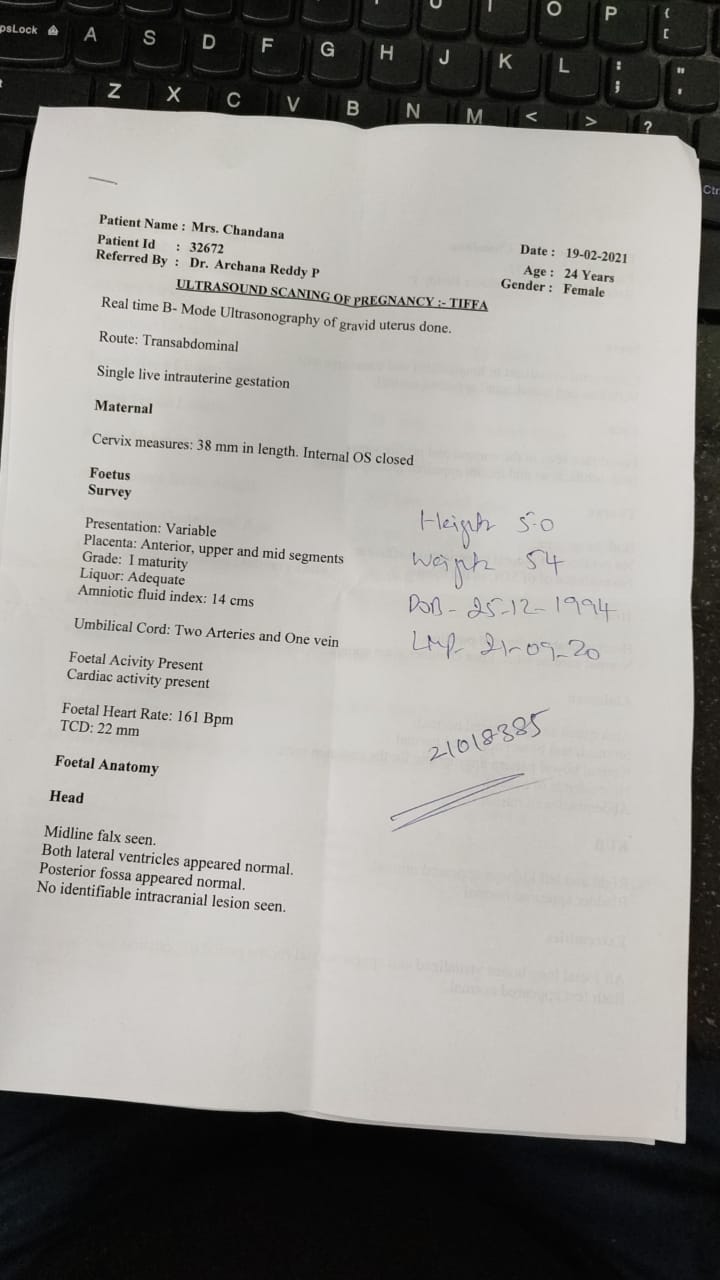 U I O P { [
psLock A S D F G H J K L : ; " '
Z X C V B N M < > ?
Ctr
Patient Name : Mrs. Chandana
Patient Id : 32672
Referred By : Dr. Archana Reddy P
Date : 19-02-2021
Age : 24 Years
Gender : Female
ULTRASOUND SCANING OF PREGNANCY :- TIFFA
Real time B- Mode Ultrasonography of gravid uterus done.
Route: Transabdominal
Single live intrauterine gestation
Maternal
Cervix measures: 38 mm in length. Internal OS closed
Foetus
Survey
Presentation: Variable
Placenta: Anterior, upper and mid segments
Grade: I maturity
Liquor: Adequate
Amniotic fluid index: 14 cms
Umbilical Cord: Two Arteries and One vein
Foetal Acivity Present
Cardiac activity present
Foetal Heart Rate: 161 Bpm
TCD: 22 mm
Height 5-0
Weight 54
DOB - 25-12-1994
LMP- 21-09-20
21018385
Foetal Anatomy
Head
Midline falx seen.
Both lateral ventricles appeared normal.
Posterior fossa appeared normal.
No identifiable intracranial lesion seen.